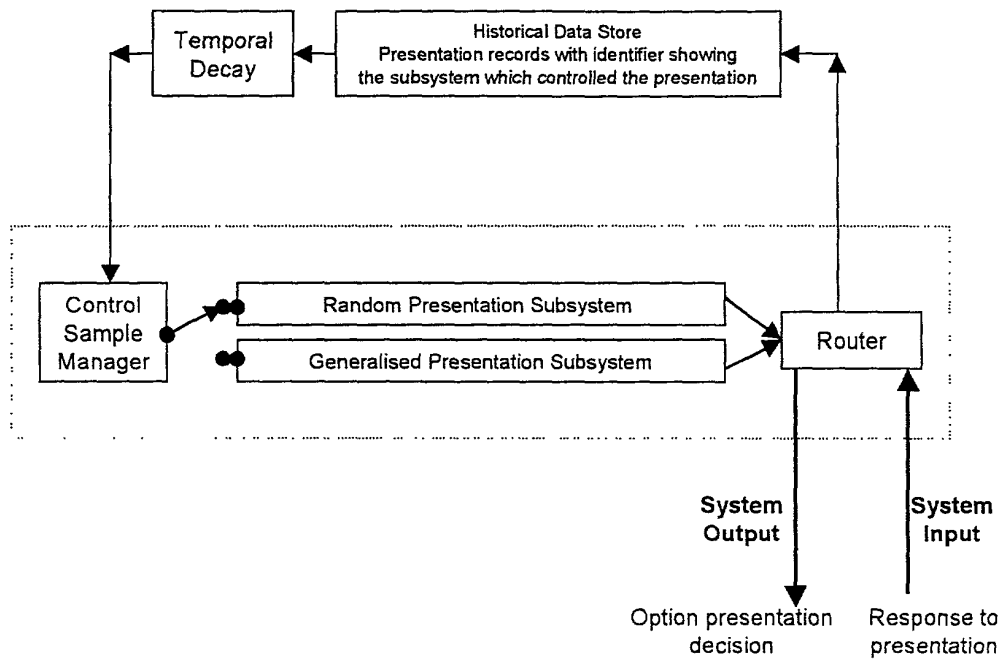 Temporal
Decay
Historical Data Store
Presentation records with identifier showing
the subsystem which controlled the presentation
Control
Sample
Manager
Random Presentation Subsystem
Generalised Presentation Subsystem
Router
System
Output
System
Input
Option presentation
decision
Response to
presentation